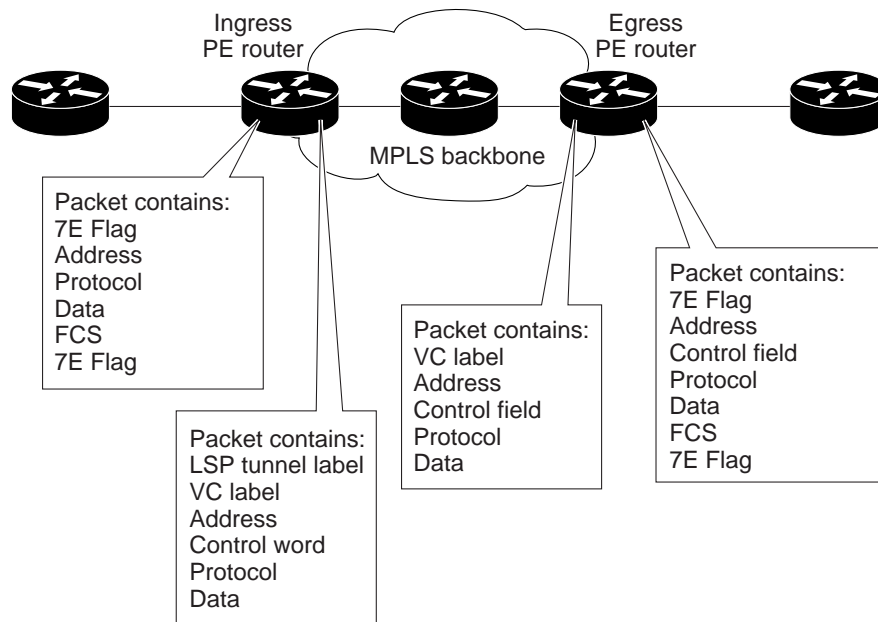 Ingress
PE router
Egress
PE router
MPLS backbone
Packet contains:
7E Flag
Address
Protocol
Data
FCS
7E Flag
Packet contains:
LSP tunnel label
VC label
Address
Control word
Protocol
Data
Packet contains:
VC label
Address
Control field
Protocol
Data
Packet contains:
7E Flag
Address
Control field
Protocol
Data
FCS
7E Flag